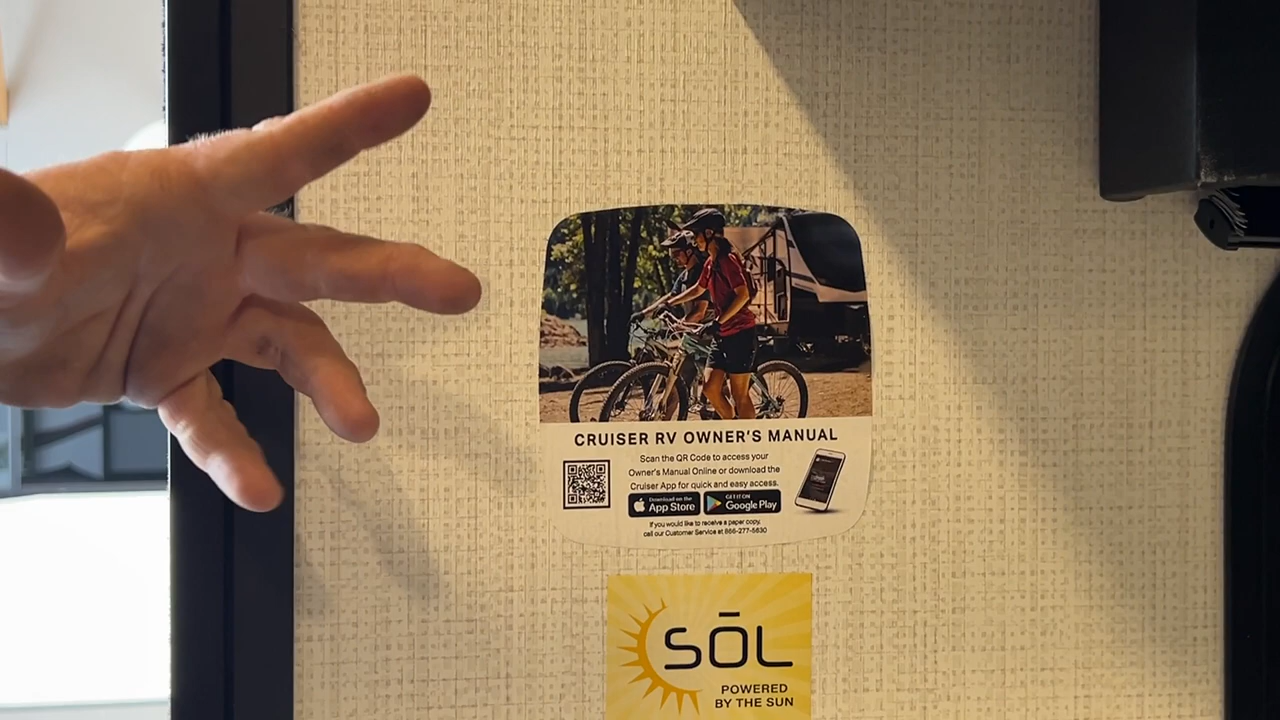 CRUISER RV OWNER'S MANUAL
Scan the QR Code to access your
Owner's Manual Online or download the
Cruiser App for quick and easy access.
Download on the
App Store
GET IT ON
Google Play
If you would like to receive a paper copy,
call our Customer Service at 866-277-5630
SŌL
POWERED
BY THE SUN